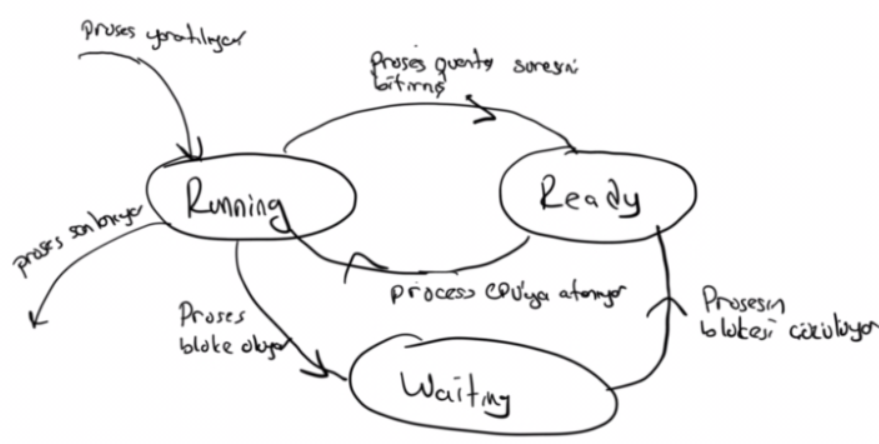 Proses yaratılıyor
Proses quanta süresini
bitirmiş
Running
Ready
proses sonlanıyor
process CPU'ya atanıyor
Proses
bloke oluyor
Prosesin
blokesi çözülüyor
Waiting